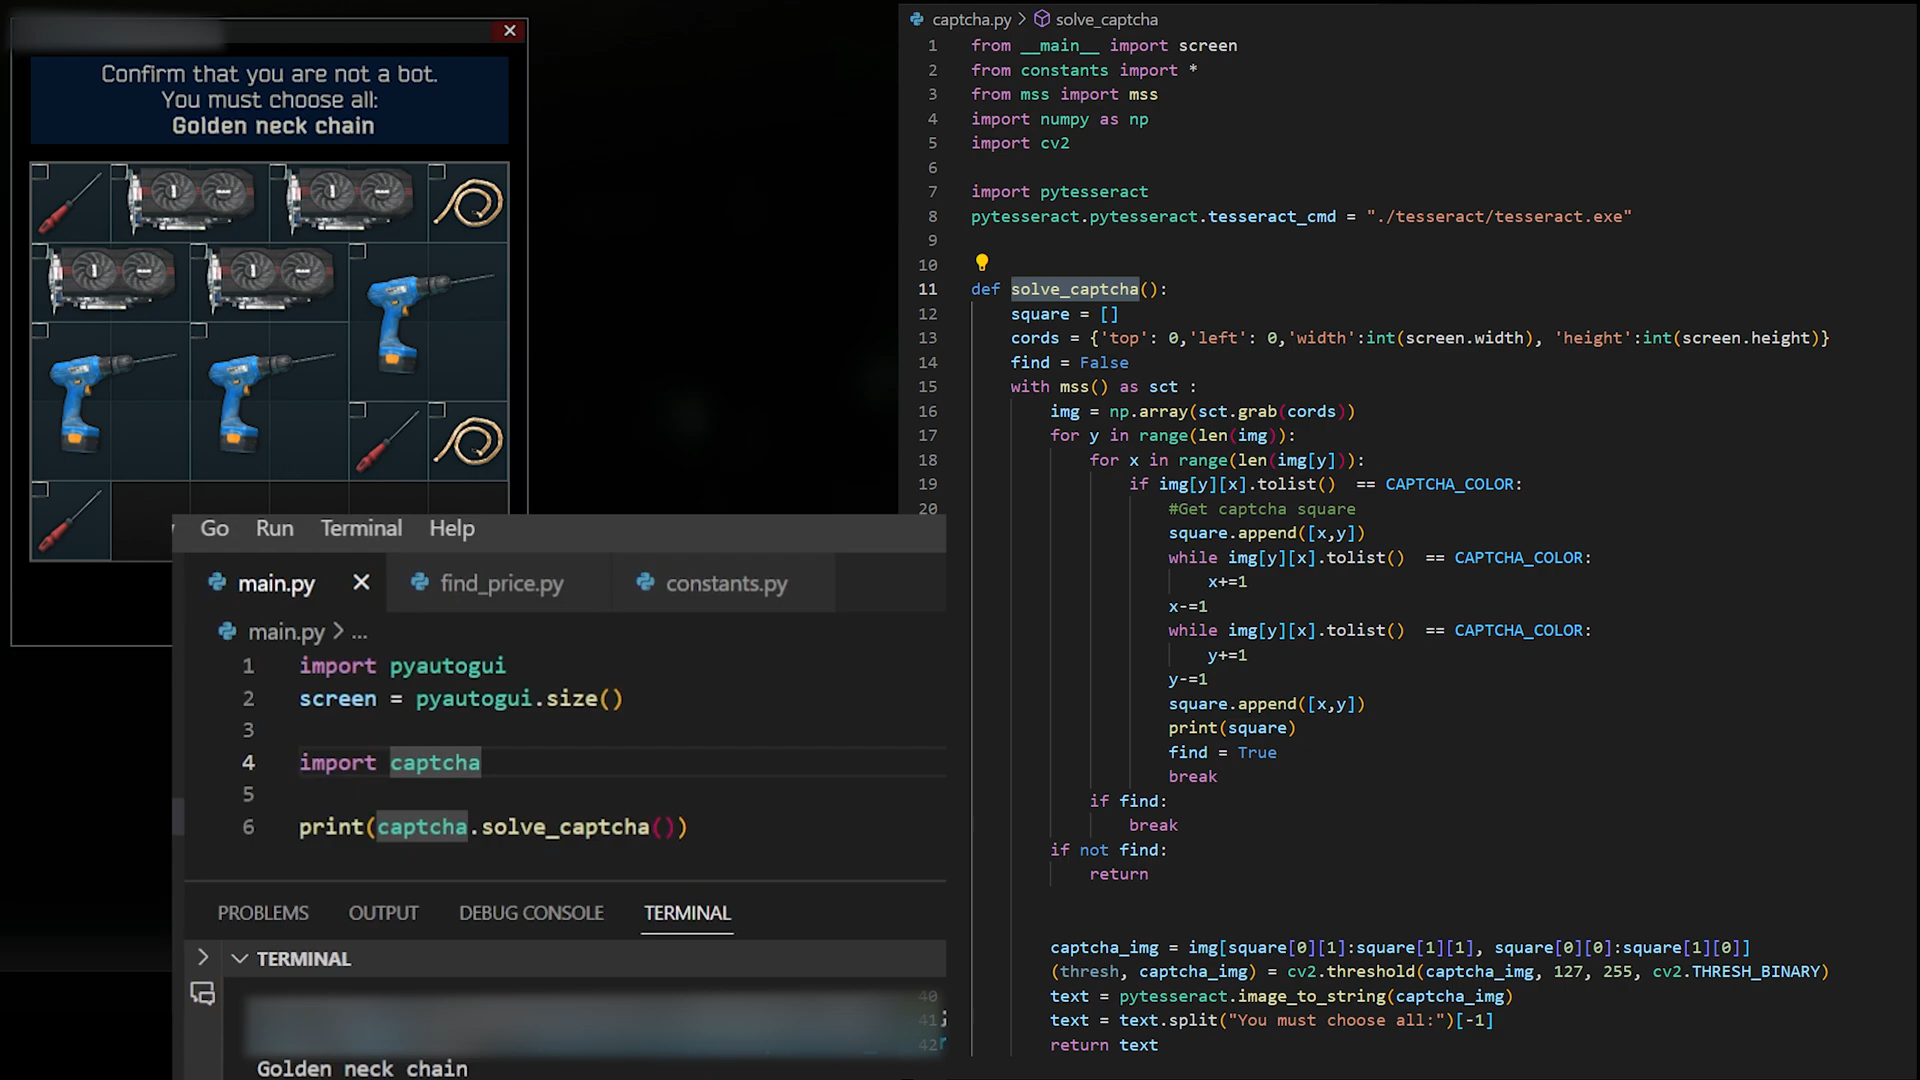 Confirm that you are not a bot.
You must choose all:
Golden neck chain
Go Run Terminal Help
main.py find_price.py constants.py
main.py > ...
1 import pyautogui
2 screen = pyautogui.size()
3
4 import captcha
5
6 print(captcha.solve_captcha())
PROBLEMS OUTPUT DEBUG CONSOLE TERMINAL
TERMINAL
Golden neck chain
captcha.py > solve_captcha
1 from __main__ import screen
2 from constants import *
3 from mss import mss
4 import numpy as np
5 import cv2
6
7 import pytesseract
8 pytesseract.pytesseract.tesseract_cmd = "./tesseract/tesseract.exe"
9
10
11 def solve_captcha():
12 square = []
13 cords = {'top': 0,'left': 0,'width':int(screen.width), 'height':int(screen.height)}
14 find = False
15 with mss() as sct :
16 img = np.array(sct.grab(cords))
17 for y in range(len(img)):
18 for x in range(len(img[y])):
19 if img[y][x].tolist() == CAPTCHA_COLOR:
20 #Get captcha square
square.append([x,y])
while img[y][x].tolist() == CAPTCHA_COLOR:
x+=1
x-=1
while img[y][x].tolist() == CAPTCHA_COLOR:
y+=1
y-=1
square.append([x,y])
print(square)
find = True
break
if find:
break
if not find:
return
captcha_img = img[square[0][1]:square[1][1], square[0][0]:square[1][0]]
(thresh, captcha_img) = cv2.threshold(captcha_img, 127, 255, cv2.THRESH_BINARY)
40 text = pytesseract.image_to_string(captcha_img)
41 text = text.split("You must choose all:")[-1]
42 return text